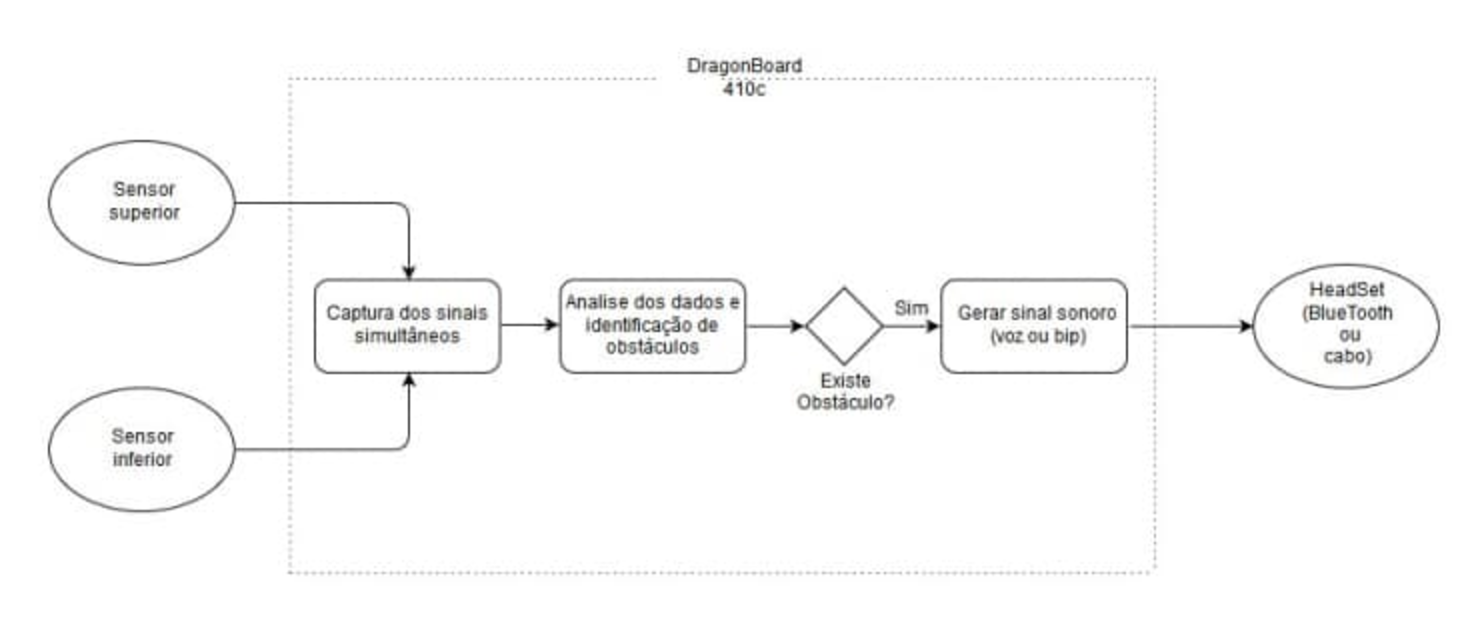 DragonBoard
410c
Sensor
superior
Captura dos sinais
simultâneos
Analise dos dados e
identificação de
obstáculos
Sim
Existe
Obstáculo?
Gerar sinal sonoro
(voz ou bip)
HeadSet
(BlueTooth
ou
cabo)
Sensor
inferior